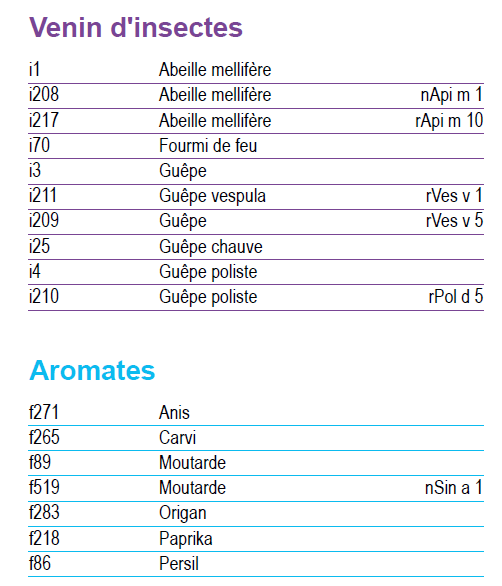 Venin d'insectes
i1 Abeille mellifère
i208 Abeille mellifère nApi m 1
i217 Abeille mellifère rApi m 10
i70 Fourmi de feu
i3 Guêpe
i211 Guêpe vespula rVes v 1
i209 Guêpe rVes v 5
i25 Guêpe chauve
i4 Guêpe poliste
i210 Guêpe poliste rPol d 5
Aromates
f271 Anis
f265 Carvi
f89 Moutarde
f519 Moutarde nSin a 1
f283 Origan
f218 Paprika
f86 Persil